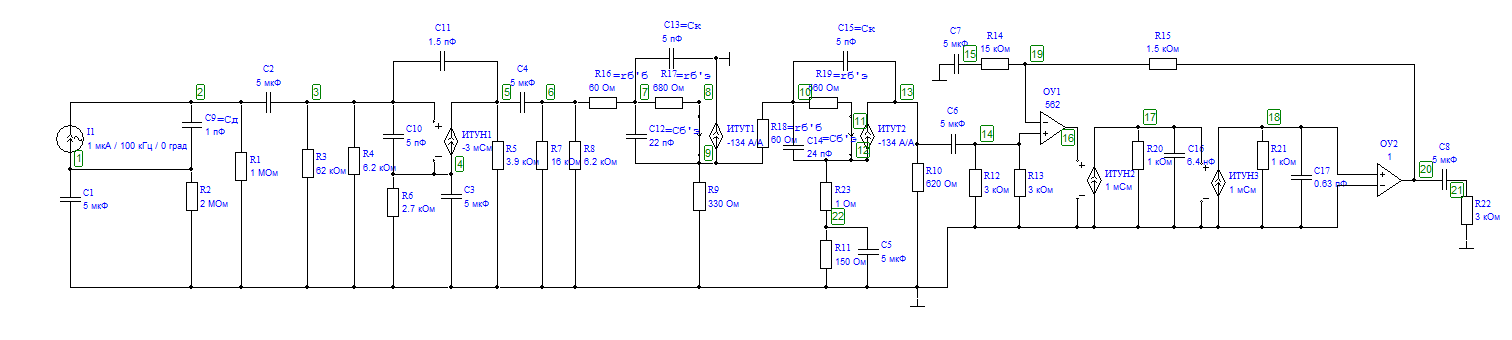 C13=Ск
5 пФ
C15=Ск
5 пФ
C11
1.5 пФ
C7
5 мкФ
15
R14
15 кОм
19
R15
1.5 кОм
C2
5 мкФ
C4
5 мкФ
R16=rб'б
60 Ом
R17=rб'э
680 Ом
R19=rб'э
560 Ом
2
3
5
6
7
8
10
13
ОУ1
562
I1
1 мкА / 100 кГц / 0 град
1
C9=Сд
1 пФ
C10
5 пФ
ИТУН1
-3 мСм
4
C12=Сб'э
22 пФ
ИТУТ1
-134 А/А
9
R18=rб'б
60 Ом
C14=Сб'э
24 пФ
11
12
ИТУТ2
-134 А/А
C6
5 мкФ
14
16
17
18
R1
1 МОм
R3
62 кОм
R4
6.2 кОм
R5
3.9 кОм
R7
16 кОм
R8
6.2 кОм
R20
1 кОм
C16
6.4 нФ
R21
1 кОм
ОУ2
1
C8
5 мкФ
20
21
C1
5 мкФ
R2
2 МОм
R6
2.7 кОм
C3
5 мкФ
R9
330 Ом
R23
1 Ом
22
R10
620 Ом
R12
3 кОм
R13
3 кОм
ИТУН2
1 мСм
ИТУН3
1 мСм
C17
0.63 пФ
R22
3 кОм
R11
150 Ом
C5
5 мкФ